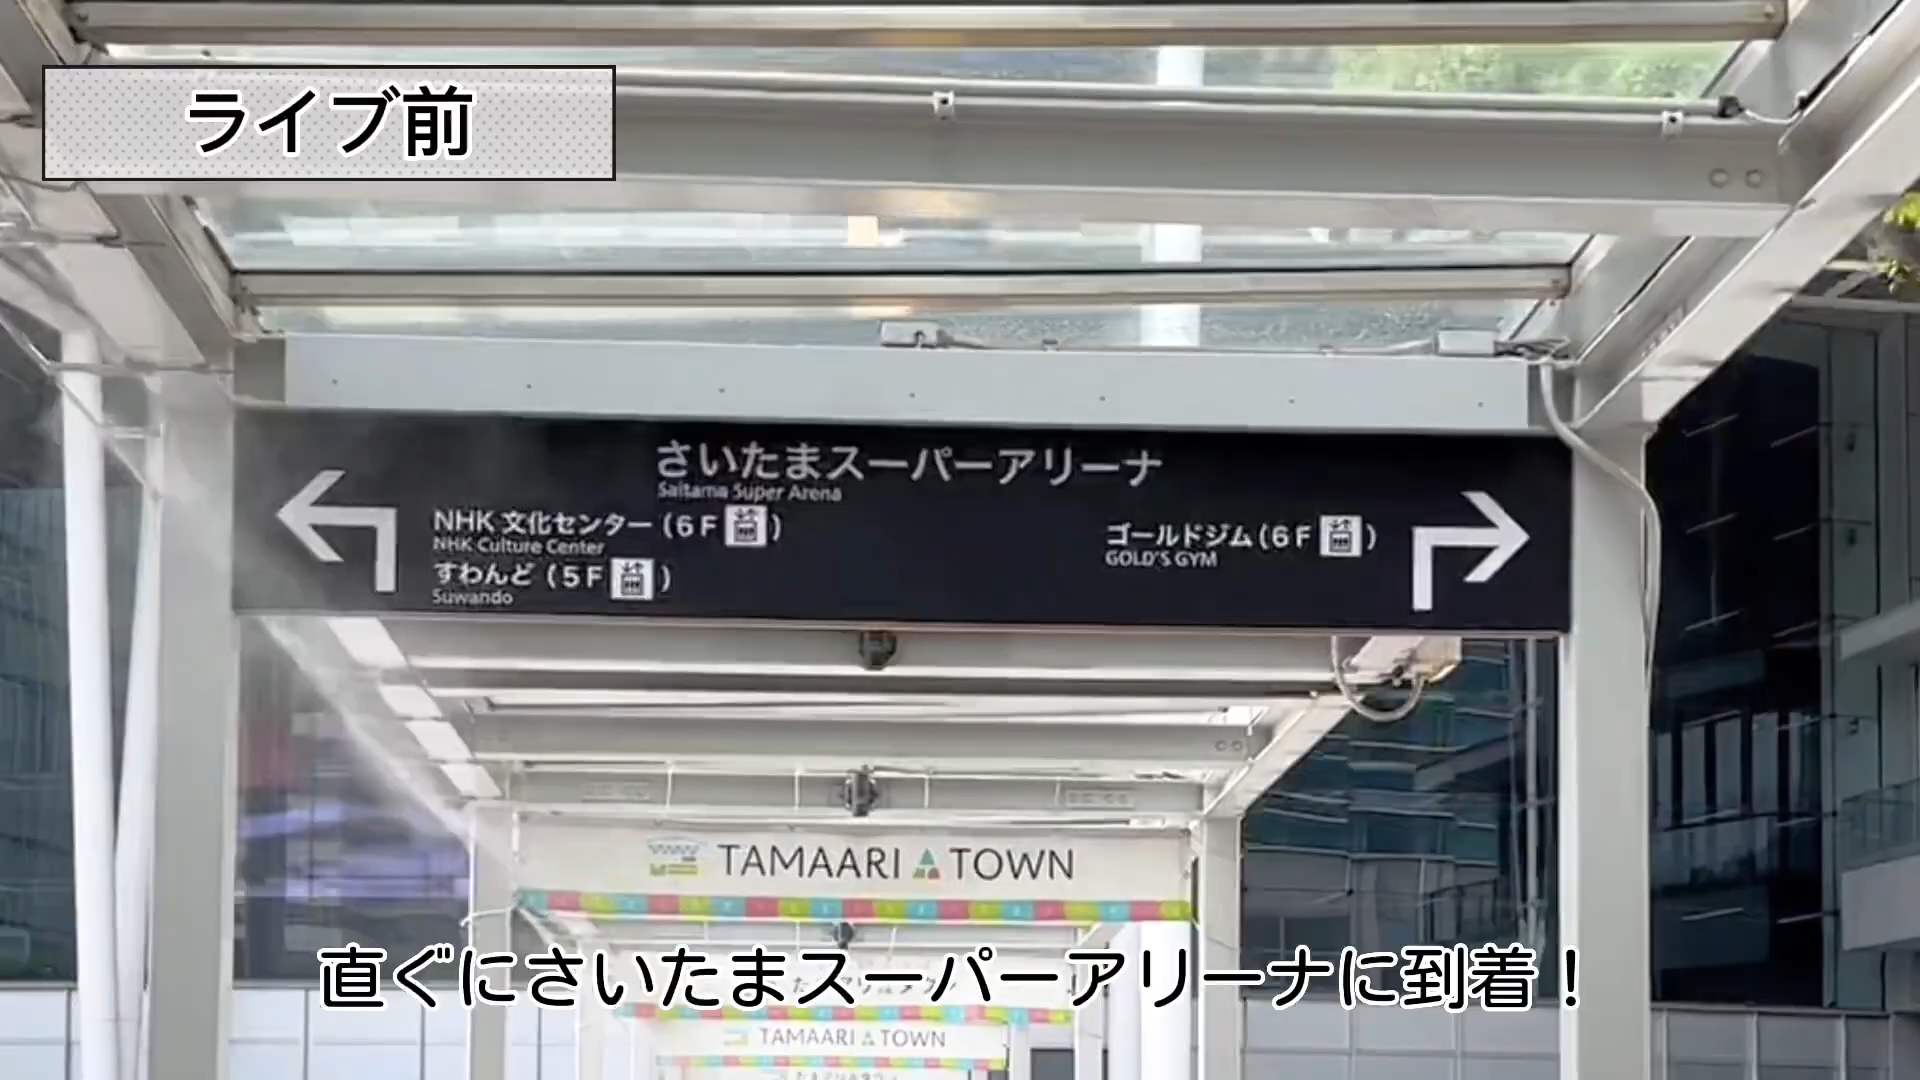 ライブ前
さいたまスーパーアリーナ
Saitama Super Arena
NHK 文化センター (6F )
NHK Culture Center
すわんど (5F )
Suwando
ゴールドジム (6F )
GOLD'S GYM
TAMAARI TOWN
直ぐにさいたまスーパーアリーナに到着！
TAMAARI TOWN